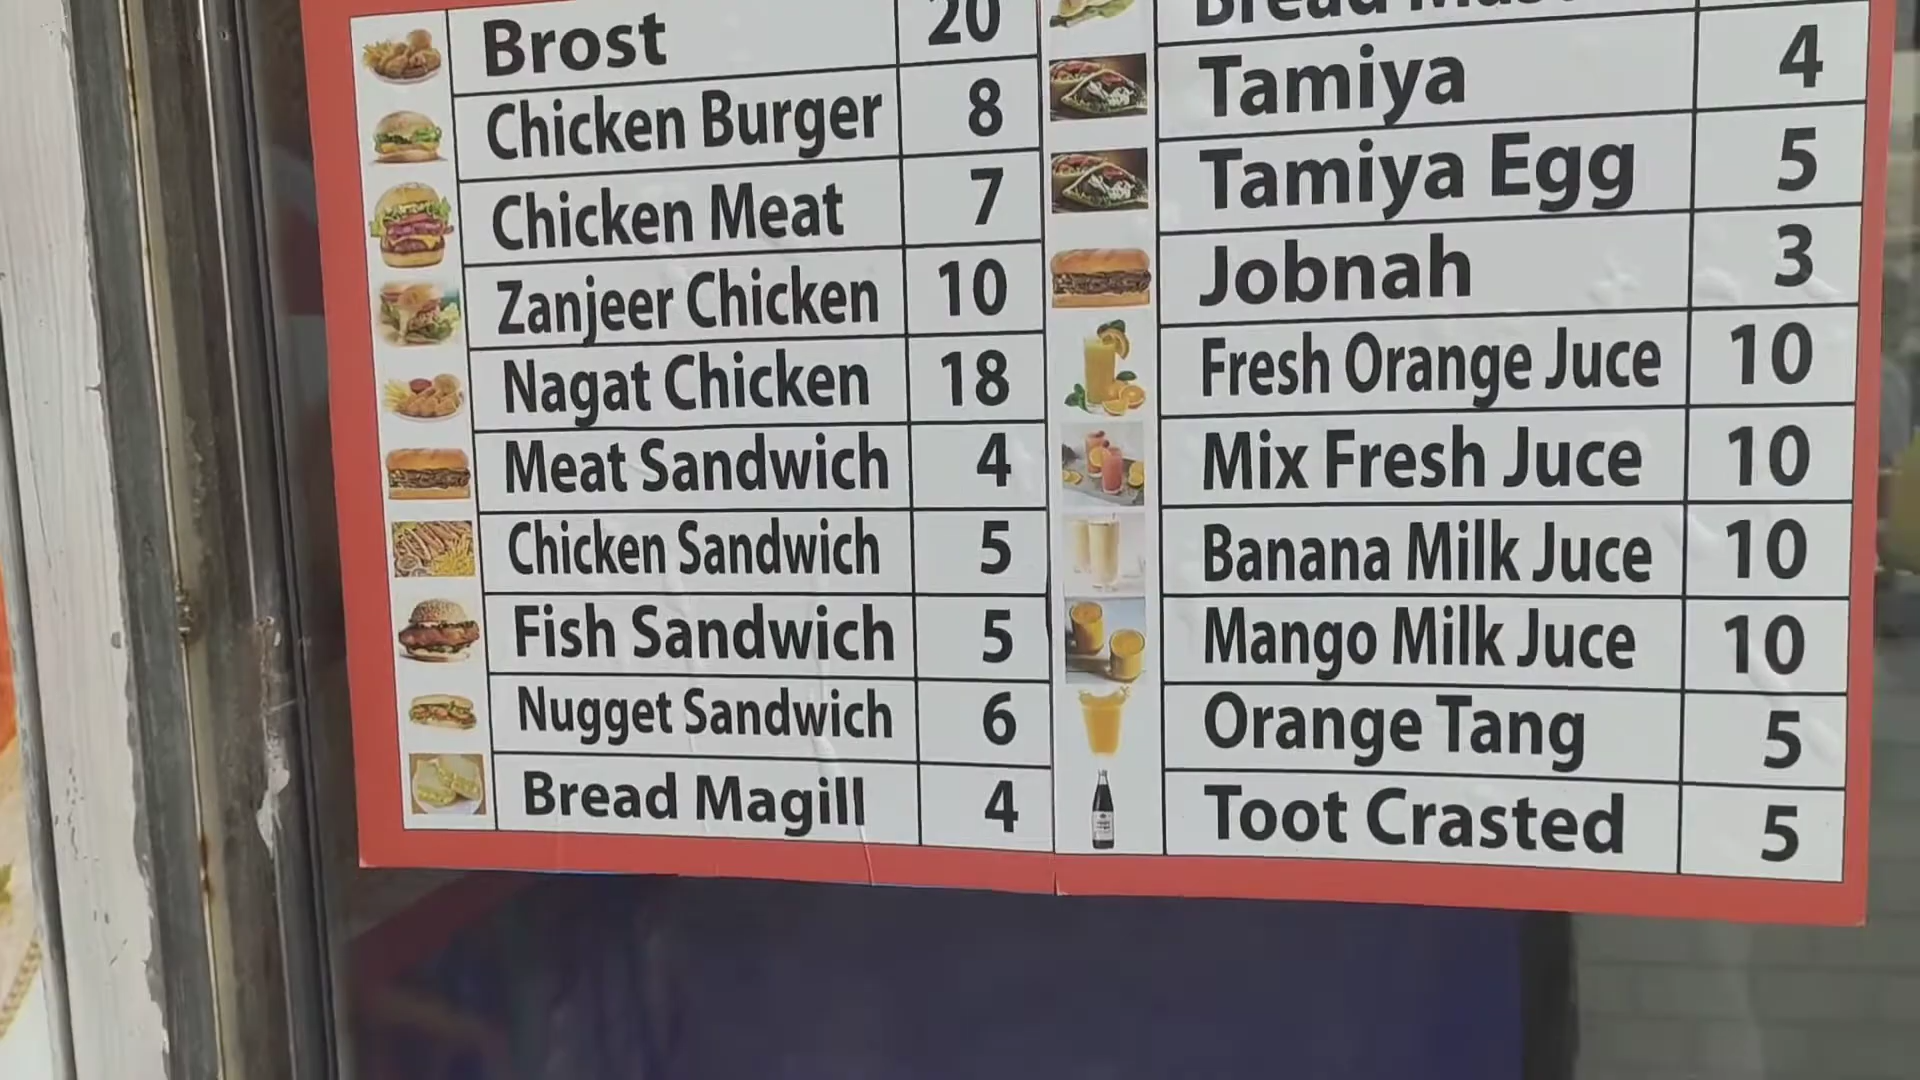 Brost 20
Chicken Burger 8
Chicken Meat 7
Zanjeer Chicken 10
Nagat Chicken 18
Meat Sandwich 4
Chicken Sandwich 5
Fish Sandwich 5
Nugget Sandwich 6
Bread Magill 4
Bread
Tamiya 4
Tamiya Egg 5
Jobnah 3
Fresh Orange Juce 10
Mix Fresh Juce 10
Banana Milk Juce 10
Mango Milk Juce 10
Orange Tang 5
Toot Crasted 5